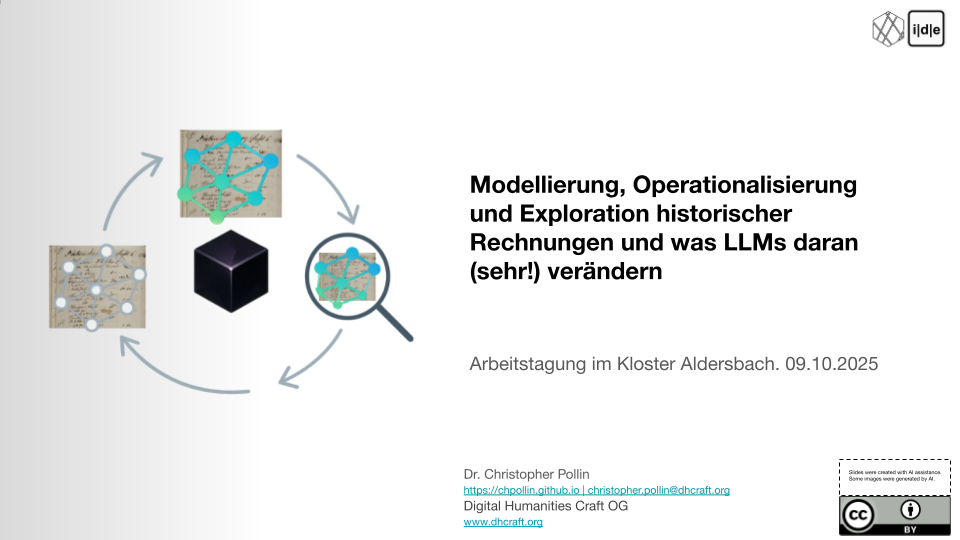 i|d|e
Modellierung, Operationalisierung
und Exploration historischer
Rechnungen und was LLMs daran
(sehr!) verändern
Arbeitstagung im Kloster Aldersbach. 09.10.2025
Dr. Christopher Pollin
https://chpollin.github.io | christopher.pollin@dhcraft.org
Digital Humanities Craft OG
www.dhcraft.org
Slides were created with AI assistance.
Some images were generated by AI.
cc
BY